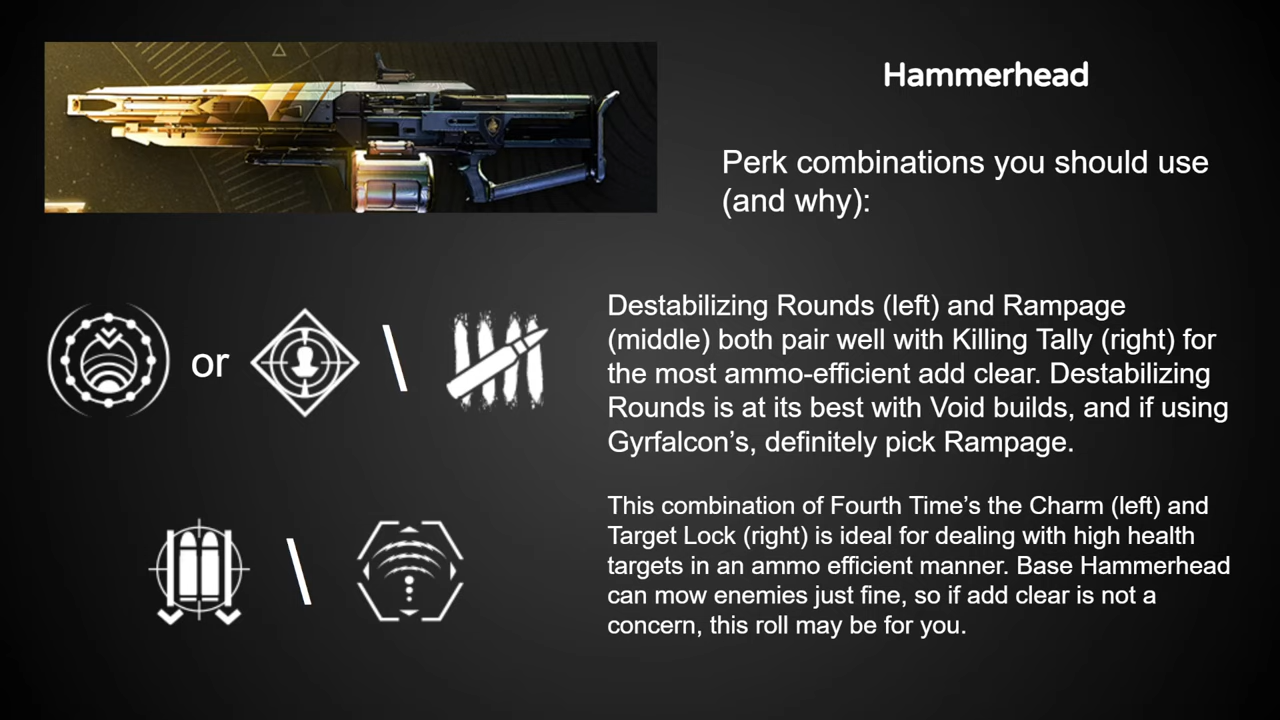 Hammerhead
Perk combinations you should use
(and why):
or
\
Destabilizing Rounds (left) and Rampage
(middle) both pair well with Killing Tally (right) for
the most ammo-efficient add clear. Destabilizing
Rounds is at its best with Void builds, and if using
Gyrfalcon’s, definitely pick Rampage.
\
This combination of Fourth Time’s the Charm (left) and
Target Lock (right) is ideal for dealing with high health
targets in an ammo efficient manner. Base Hammerhead
can mow enemies just fine, so if add clear is not a
concern, this roll may be for you.